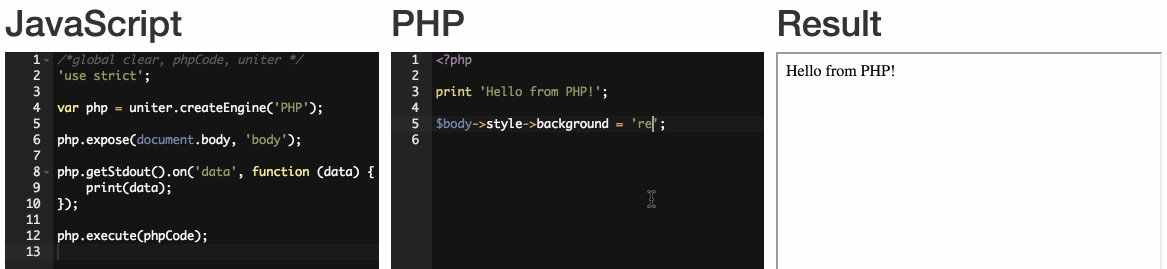 JavaScript
1 /*global clear, phpCode, uniter */
2 'use strict';
3
4 var php = uniter.createEngine('PHP');
5
6 php.expose(document.body, 'body');
7
8 php.getStdout().on('data', function (data) {
9     print(data);
10 });
11
12 php.execute(phpCode);
13
PHP
1 <?php
2
3 print 'Hello from PHP!';
4
5 $body->style->background = 're';
6
Result
Hello from PHP!